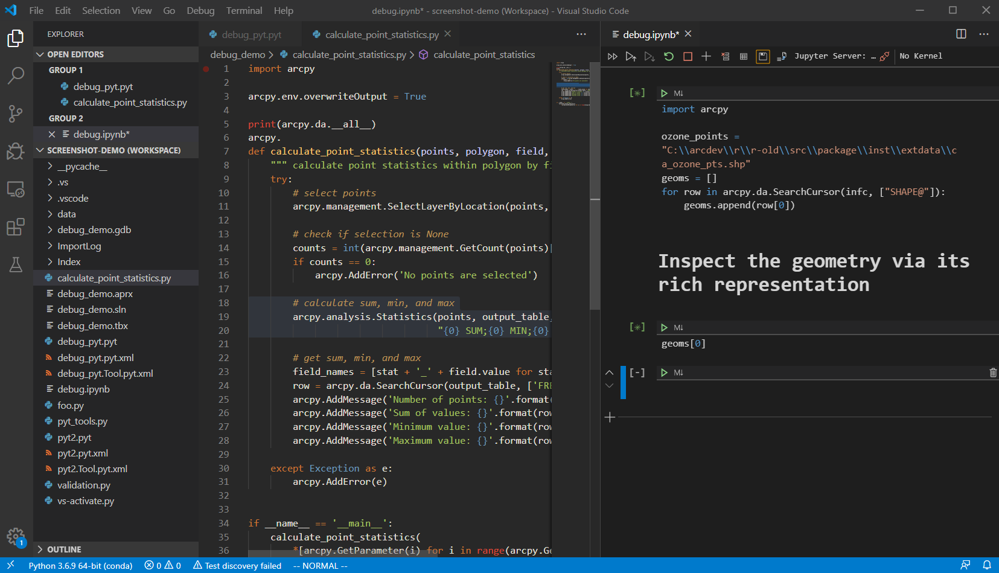 File Edit Selection View Go Debug Terminal Help
debug.ipynb* - screenshot-demo (Workspace) - Visual Studio Code
EXPLORER
OPEN EDITORS
GROUP 1
debug_pyt.pyt
calculate_point_statistics.py
GROUP 2
debug.ipynb*
SCREENSHOT-DEMO (WORKSPACE)
__pycache__
.vs
.vscode
data
debug_demo.gdb
ImportLog
Index
calculate_point_statistics.py
debug_demo.aprx
debug_demo.sln
debug_demo.tbx
debug_pyt.pyt
debug_pyt.pyt.xml
debug_pyt.Tool.pyt.xml
debug.ipynb
foo.py
pyt_tools.py
pyt2.pyt
pyt2.pyt.xml
pyt2.Tool.pyt.xml
validation.py
vs-activate.py
OUTLINE
1
debug_pyt.pyt calculate_point_statistics.py ...
debug_demo > calculate_point_statistics.py > calculate_point_statistics
1 import arcpy
2
3 arcpy.env.overwriteOutput = True
4
5 print(arcpy.da.__all__)
6 arcpy.
7 def calculate_point_statistics(points, polygon, field,
8 """ calculate point statistics within polygon by fi
9 try:
10 # select points
11 arcpy.management.SelectLayerByLocation(points,
12
13 # check if selection is None
14 counts = int(arcpy.management.GetCount(points)[
15 if counts == 0:
16 arcpy.AddError('No points are selected')
17
18 # calculate sum, min, and max
19 arcpy.analysis.Statistics(points, output_table,
20 "{0} SUM;{0} MIN;{0}
21
22 # get sum, min, and max
23 field_names = [stat + '_' + field.value for sta
24 row = arcpy.da.SearchCursor(output_table, ['FRE
25 arcpy.AddMessage('Number of points: {}'.format(
26 arcpy.AddMessage('Sum of values: {}'.format(row
27 arcpy.AddMessage('Minimum value: {}'.format(row
28 arcpy.AddMessage('Maximum value: {}'.format(row
29
30 except Exception as e:
31 arcpy.AddError(e)
32
33
34 if __name__ == '__main__':
35 calculate_point_statistics(
36 *[arcpy.GetParameter(i) for i in range(arcpy.Ge
debug.ipynb* ...
Jupyter Server: … No Kernel
[*] M↓
import arcpy
ozone_points =
"C:\\arcdev\\r\\r-old\\src\\package\\inst\\extdata\\c
a_ozone_pts.shp"
geoms = []
for row in arcpy.da.SearchCursor(infc, ["SHAPE@"]):
geoms.append(row[0])
Inspect the geometry via its
rich representation
[*] M↓
geoms[0]
[-] M↓
Python 3.6.9 64-bit (conda) 0 0 Test discovery failed -- NORMAL --